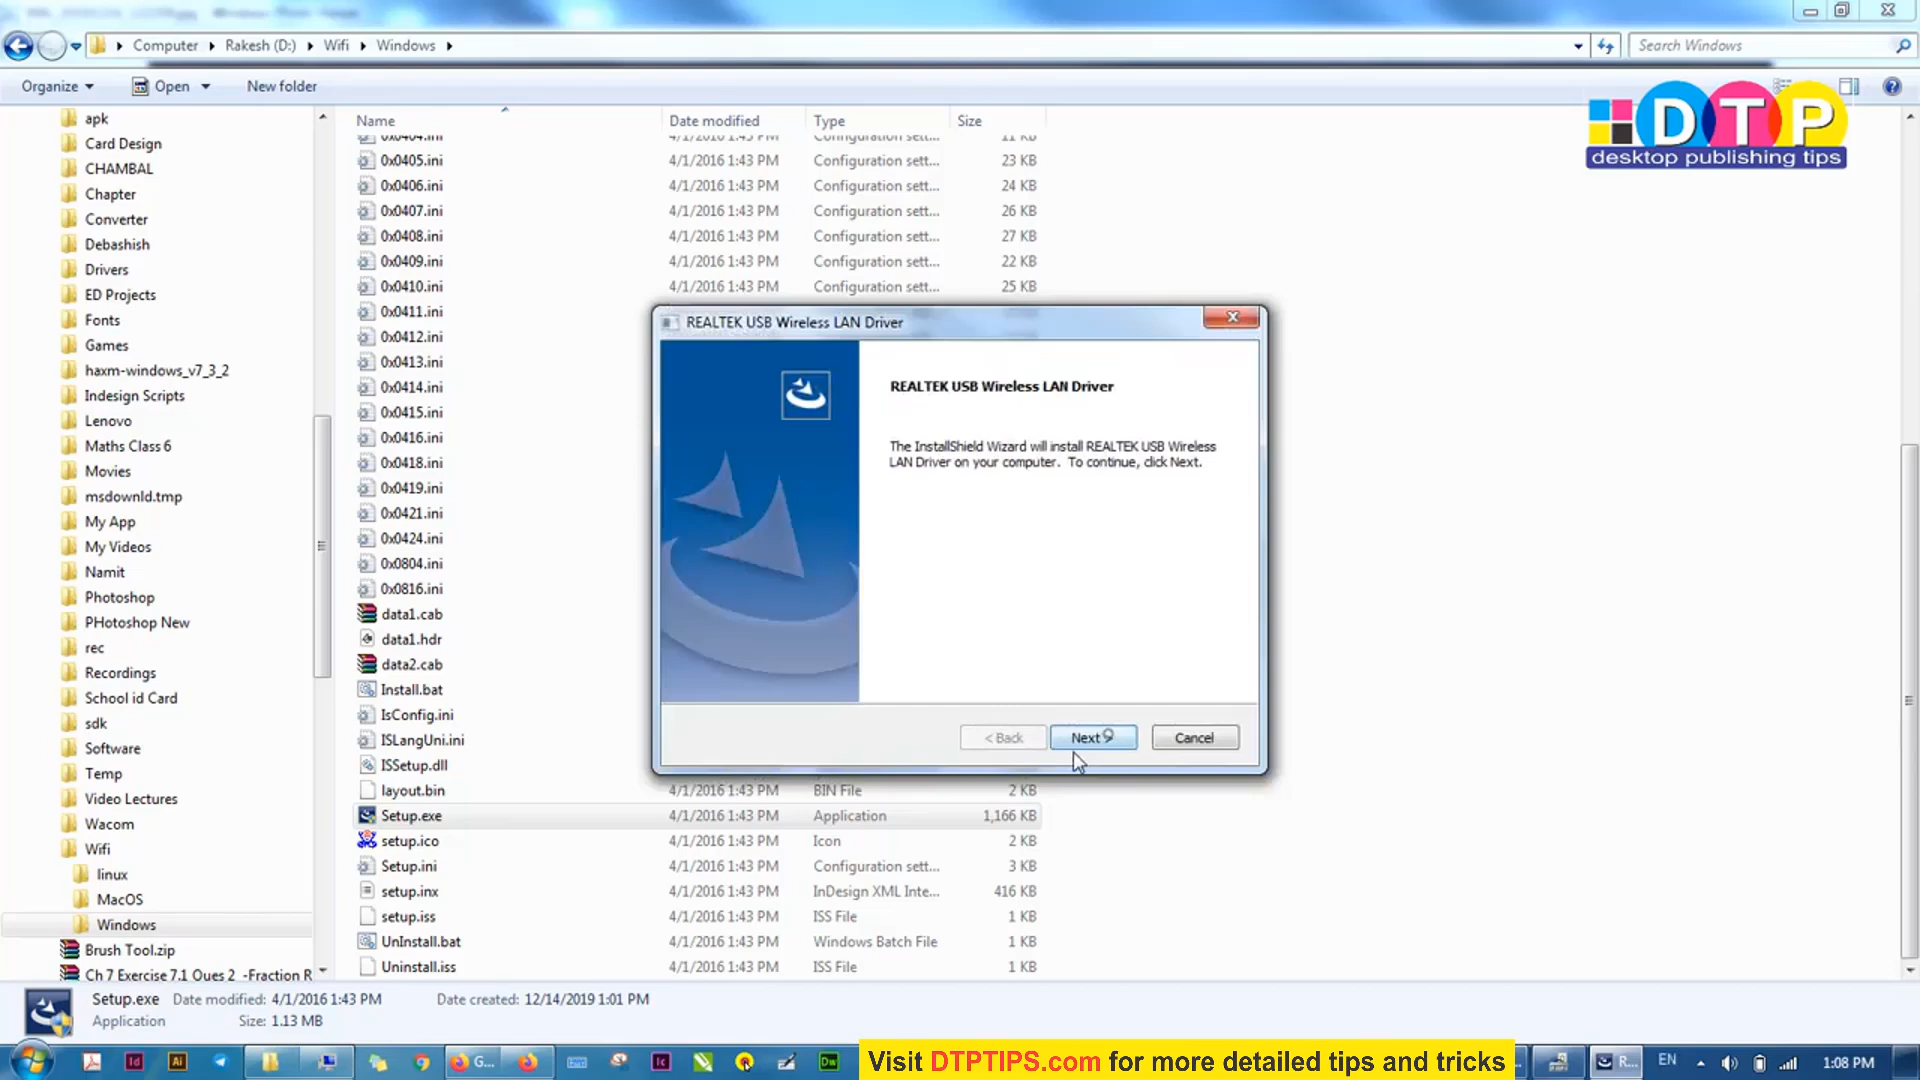 Computer ▸ Rakesh (D:) ▸ Wifi ▸ Windows ▸
Search Windows
Organize Open New folder
DTP
desktop publishing tips
apk
Card Design
CHAMBAL
Chapter
Converter
Debashish
Drivers
ED Projects
Fonts
Games
haxm-windows_v7_3_2
Indesign Scripts
Lenovo
Maths Class 6
Movies
msdownld.tmp
My App
My Videos
Namit
Photoshop
PHotoshop New
rec
Recordings
School id Card
sdk
Software
Temp
Video Lectures
Wacom
Wifi
linux
MacOS
Windows
Brush Tool.zip
Ch 7 Exercise 7.1 Oues 2 -Fraction R
Name Date modified Type Size
0x0404.ini 4/1/2016 1:43 PM Configuration sett... 11 KB
0x0405.ini 4/1/2016 1:43 PM Configuration sett... 23 KB
0x0406.ini 4/1/2016 1:43 PM Configuration sett... 24 KB
0x0407.ini 4/1/2016 1:43 PM Configuration sett... 26 KB
0x0408.ini 4/1/2016 1:43 PM Configuration sett... 27 KB
0x0409.ini 4/1/2016 1:43 PM Configuration sett... 22 KB
0x0410.ini 4/1/2016 1:43 PM Configuration sett... 25 KB
0x0411.ini
0x0412.ini
0x0413.ini
0x0414.ini
0x0415.ini
0x0416.ini
0x0418.ini
0x0419.ini
0x0421.ini
0x0424.ini
0x0804.ini
0x0816.ini
data1.cab
data1.hdr
data2.cab
Install.bat
IsConfig.ini
ISLangUni.ini
ISSetup.dll
layout.bin 4/1/2016 1:43 PM BIN File 2 KB
Setup.exe 4/1/2016 1:43 PM Application 1,166 KB
setup.ico 4/1/2016 1:43 PM Icon 2 KB
Setup.ini 4/1/2016 1:43 PM Configuration sett... 3 KB
setup.inx 4/1/2016 1:43 PM InDesign XML Inte... 416 KB
setup.iss 4/1/2016 1:43 PM ISS File 1 KB
UnInstall.bat 4/1/2016 1:43 PM Windows Batch File 1 KB
Uninstall.iss 4/1/2016 1:43 PM ISS File 1 KB
REALTEK USB Wireless LAN Driver
REALTEK USB Wireless LAN Driver
The InstallShield Wizard will install REALTEK USB Wireless
LAN Driver on your computer. To continue, click Next.
< Back Next Cancel
Setup.exe Date modified: 4/1/2016 1:43 PM Date created: 12/14/2019 1:01 PM
Application Size: 1.13 MB
Id Ai G... Ic Dw
Visit DTPTIPS.com for more detailed tips and tricks
R... EN 1:08 PM